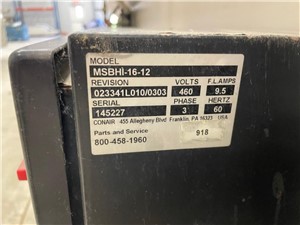 MODEL
MSBHI-16-12
REVISION VOLTS F.L.AMPS
023341L010/0303 460 9.5
SERIAL PHASE HERTZ
145227 3 60
CONAIR 455 Allegheny Blvd Franklin, PA 16323 USA
Parts and Service 918
800-458-1960